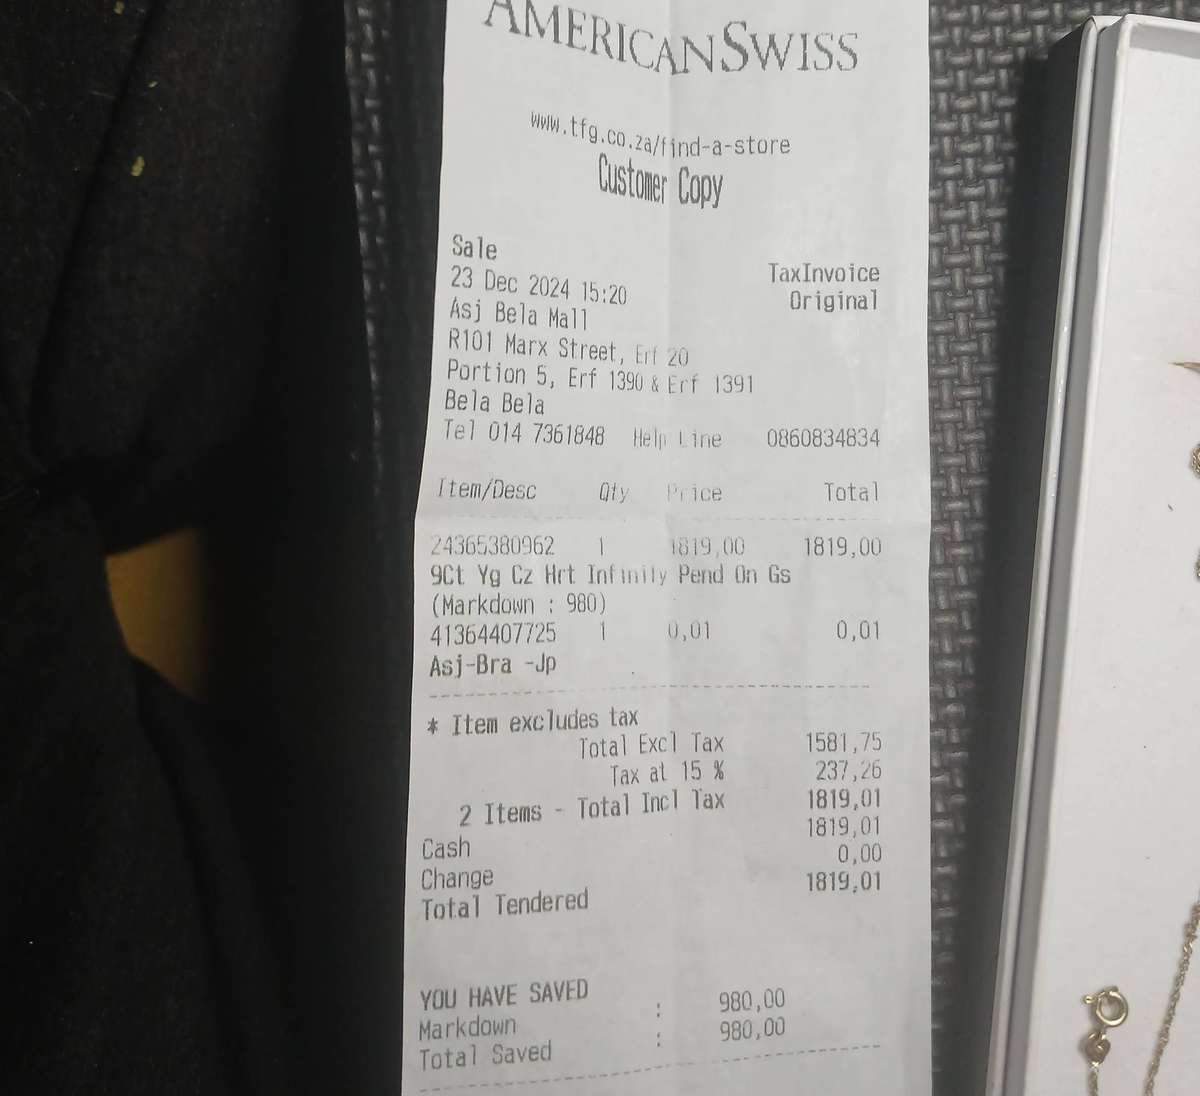 AMERICANSWISS
www.tfg.co.za/find-a-store
Customer Copy
Sale
TaxInvoice
23 Dec 2024 15:20
Original
Asj Bela Mall
R101 Marx Street, Erf 20
Portion 5, Erf 1390 & Erf 1391
Bela Bela
Tel 014 7361848 Help Line 0860834834
Item/Desc Qty Price Total
24365380962 1 1819,00 1819,00
9Ct Yg Cz Hrt Infinity Pend On Gs
(Markdown : 980)
41364407725 1 0,01 0,01
Asj-Bra -Jp
* Item excludes tax
Total Excl Tax 1581,75
Tax at 15 % 237,26
2 Items - Total Incl Tax 1819,01
Cash 1819,01
Change 0,00
Total Tendered 1819,01
YOU HAVE SAVED
Markdown : 980,00
Total Saved : 980,00